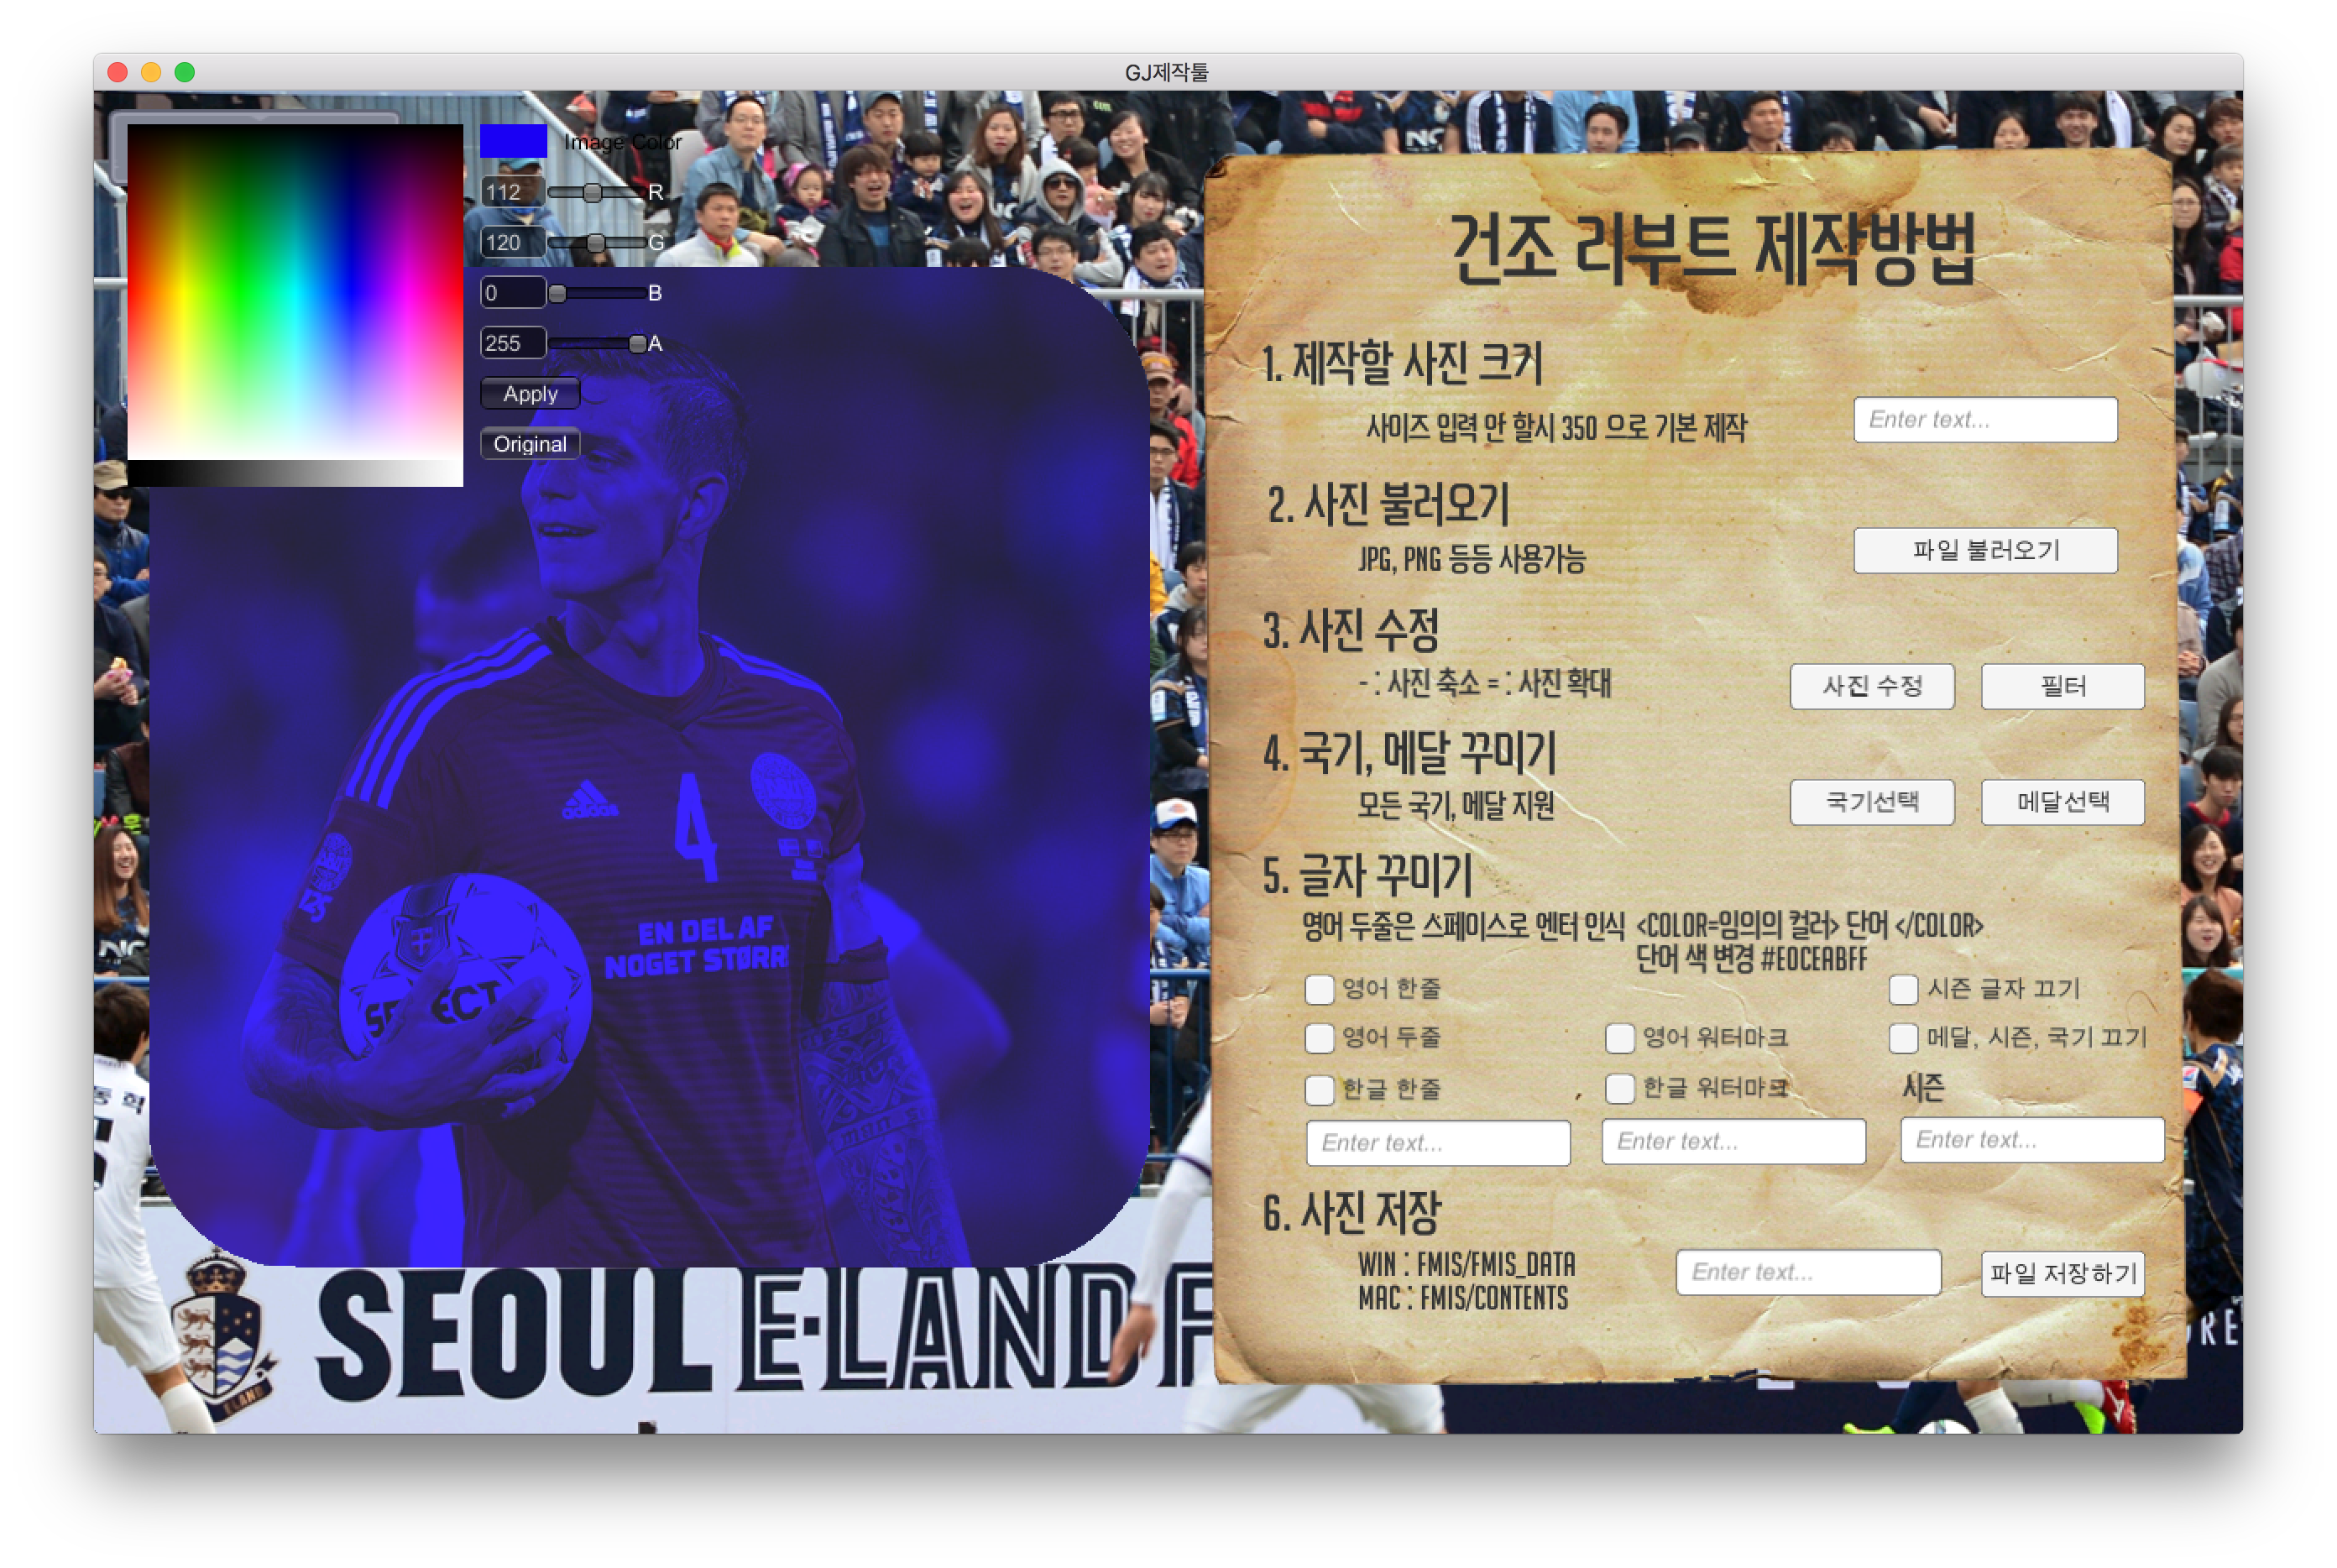 GJ제작툴
Image Color
112 R
120 G
0 B
255 A
Apply
Original
adidas
4
EN DEL AF
NOGET STØRR
SEOUL E·LAND F
ELAND
건조 리부트 제작방법
1. 제작할 사진 크기
사이즈 입력 안 할시 350 으로 기본 제작
Enter text...
2. 사진 불러오기
JPG, PNG 등등 사용가능
파일 불러오기
3. 사진 수정
- : 사진 축소 = : 사진 확대
사진 수정
필터
4. 국기, 메달 꾸미기
모든 국기, 메달 지원
국기선택
메달선택
5. 글자 꾸미기
영어 두줄은 스페이스로 엔터 인식 <COLOR=임의의 컬러> 단어 </COLOR>
단어 색 변경 #E0CEABFF
영어 한줄
시즌 글자 끄기
영어 두줄
영어 워터마크
메달, 시즌, 국기 끄기
한글 한줄
한글 워터마크
시즌
Enter text...
Enter text...
Enter text...
6. 사진 저장
WIN : FMIS/FMIS_DATA
MAC : FMIS/CONTENTS
Enter text...
파일 저장하기